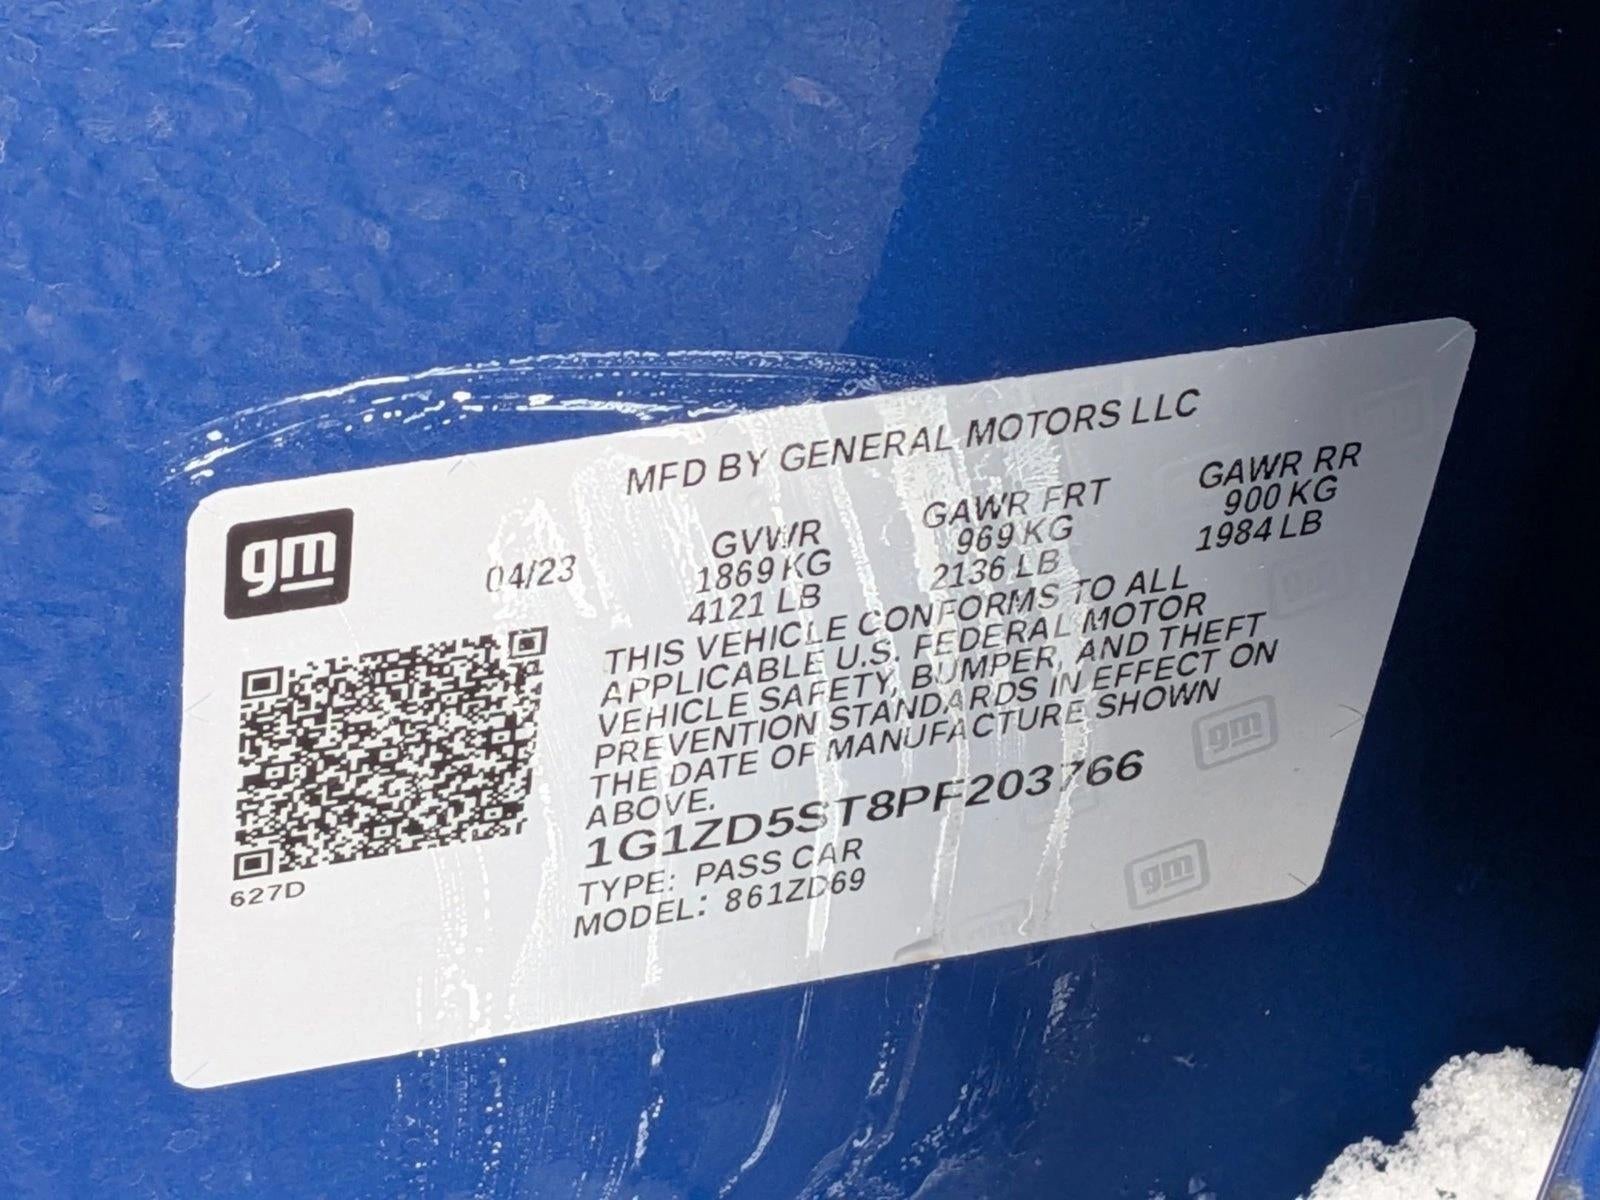 MFD BY GENERAL MOTORS LLC
gm
04/23
GVWR
1869 KG
4121 LB
GAWR FRT
969 KG
2136 LB
GAWR RR
900 KG
1984 LB
THIS VEHICLE CONFORMS TO ALL
APPLICABLE U.S. FEDERAL MOTOR
VEHICLE SAFETY, BUMPER, AND THEFT
PREVENTION STANDARDS IN EFFECT ON
THE DATE OF MANUFACTURE SHOWN
ABOVE.
1G1ZD5ST8PF203766
TYPE: PASS CAR
MODEL: 861ZD69
627D
gm
gm